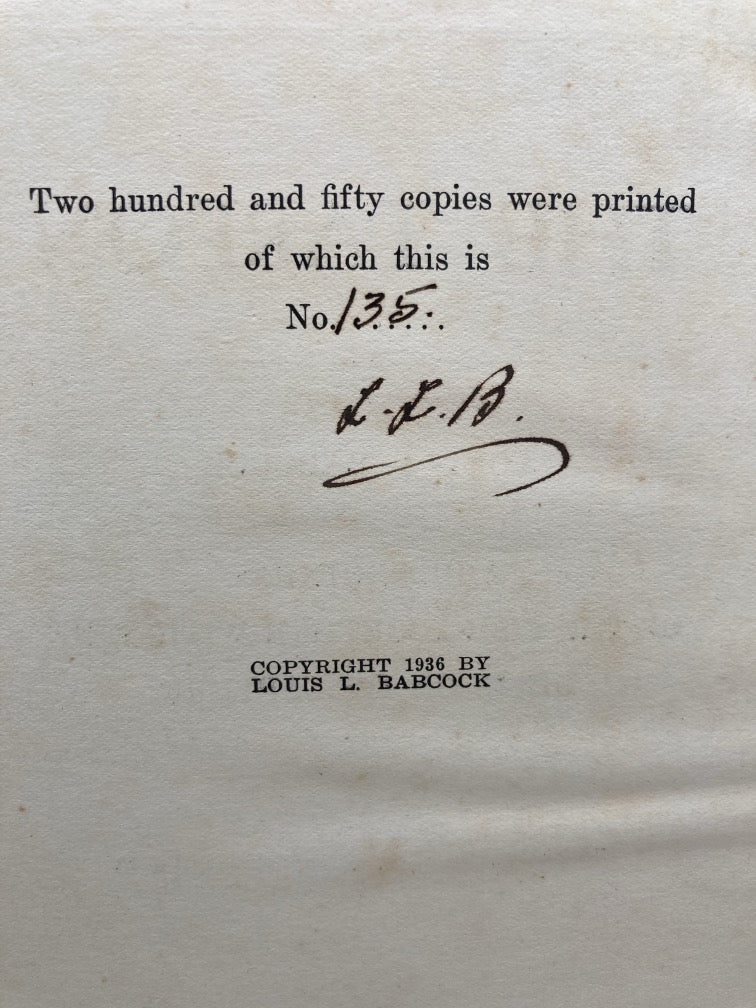 Two hundred and fifty copies were printed
of which this is
No. 135.
L. L. B.
COPYRIGHT 1936 BY
LOUIS L. BABCOCK